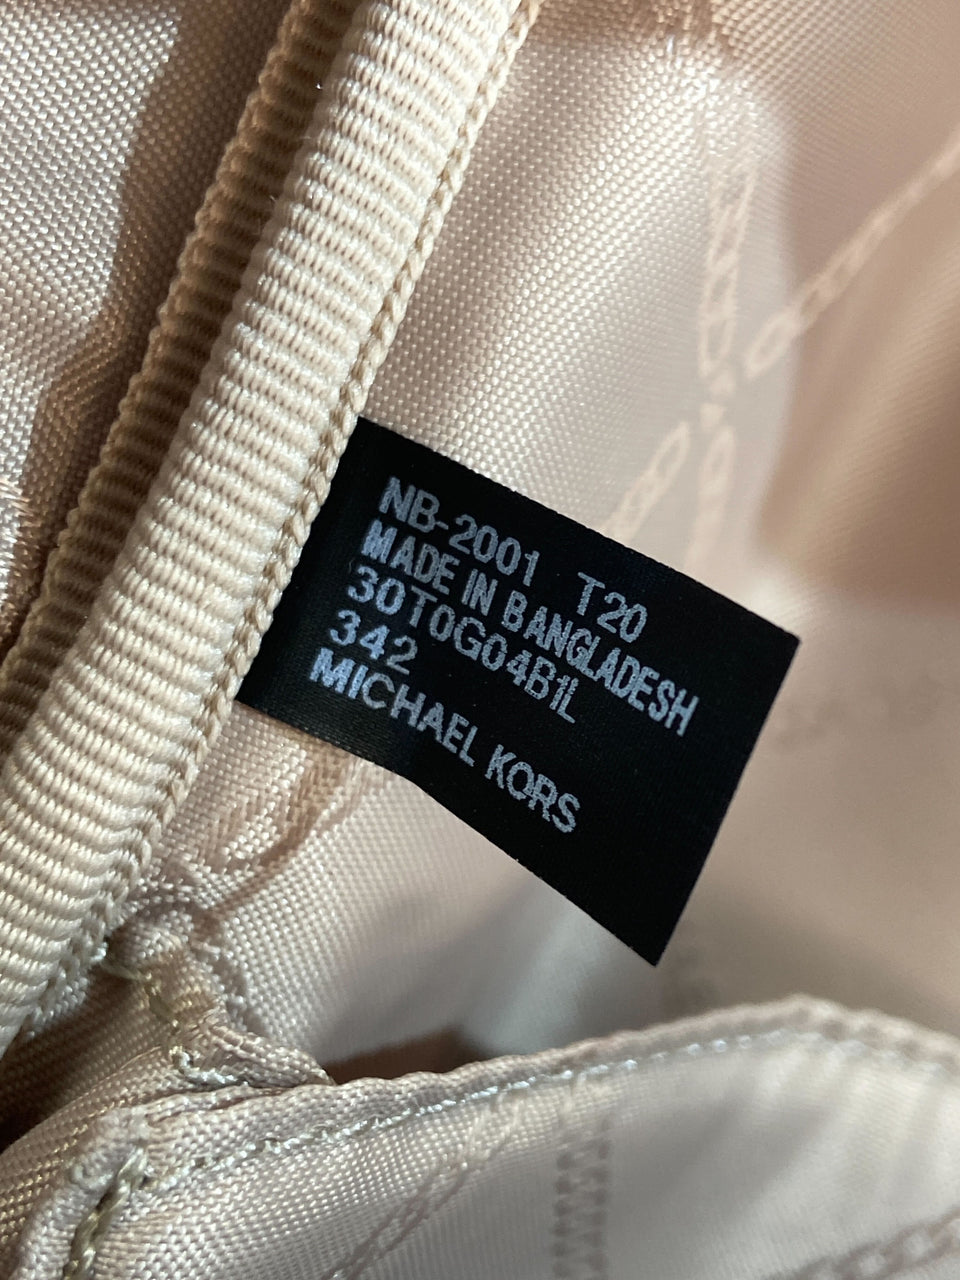 NB-2001 T20
MADE IN BANGLADESH
30T0G04B1L
342
MICHAEL KORS